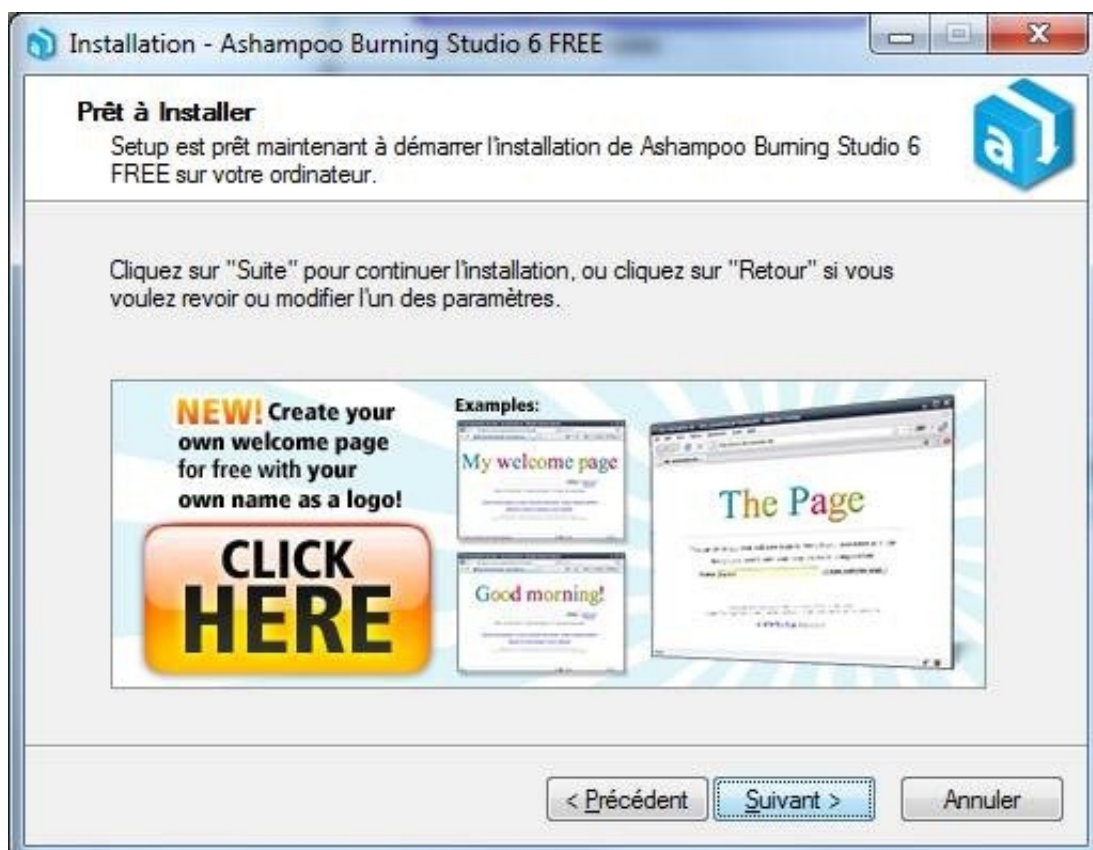 Installation - Ashampoo Burning Studio 6 FREE
Prêt à Installer
Setup est prêt maintenant à démarrer l'installation de Ashampoo Burning Studio 6
FREE sur votre ordinateur.
Cliquez sur "Suite" pour continuer l'installation, ou cliquez sur "Retour" si vous
voulez revoir ou modifier l'un des paramètres.
NEW! Create your
own welcome page
for free with your
own name as a logo!
CLICK
HERE
Examples:
My welcome page
Good morning!
The Page
< Précédent
Suivant >
Annuler